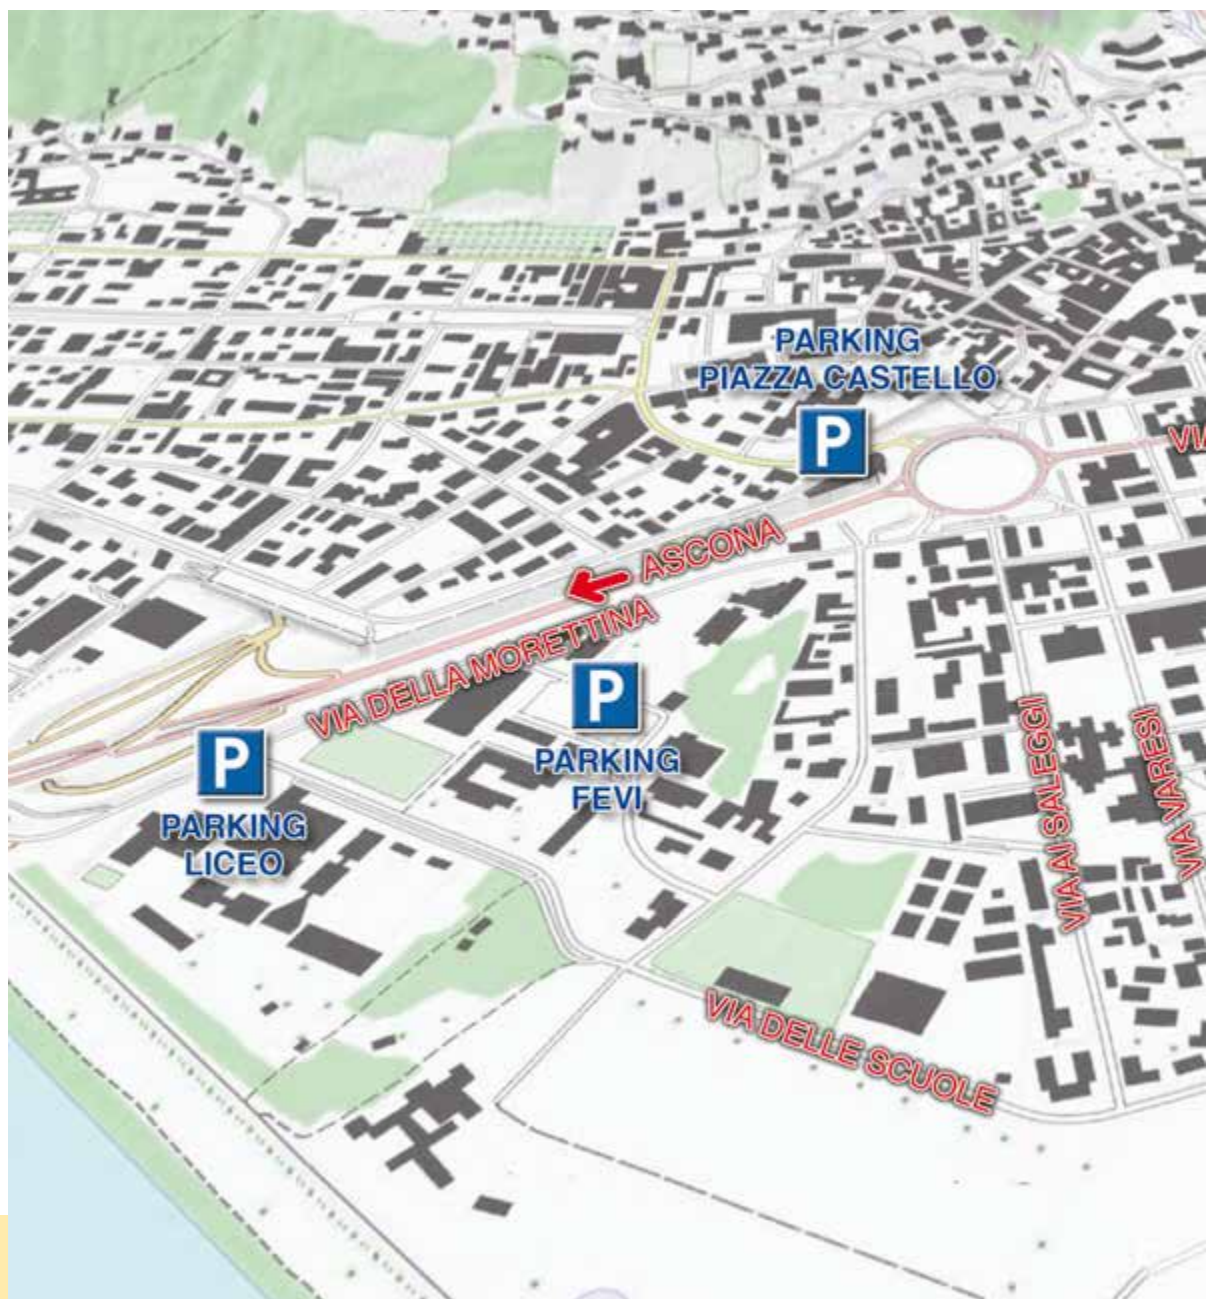 PARKING
PIAZZA CASTELLO
P
VIA
ASCONA
VIA DELLA MORETTINA
P
PARKING
FEVI
P
PARKING
LICEO
VIA AI SALEGGI
VIA VARESI
VIA DELLE SCUOLE